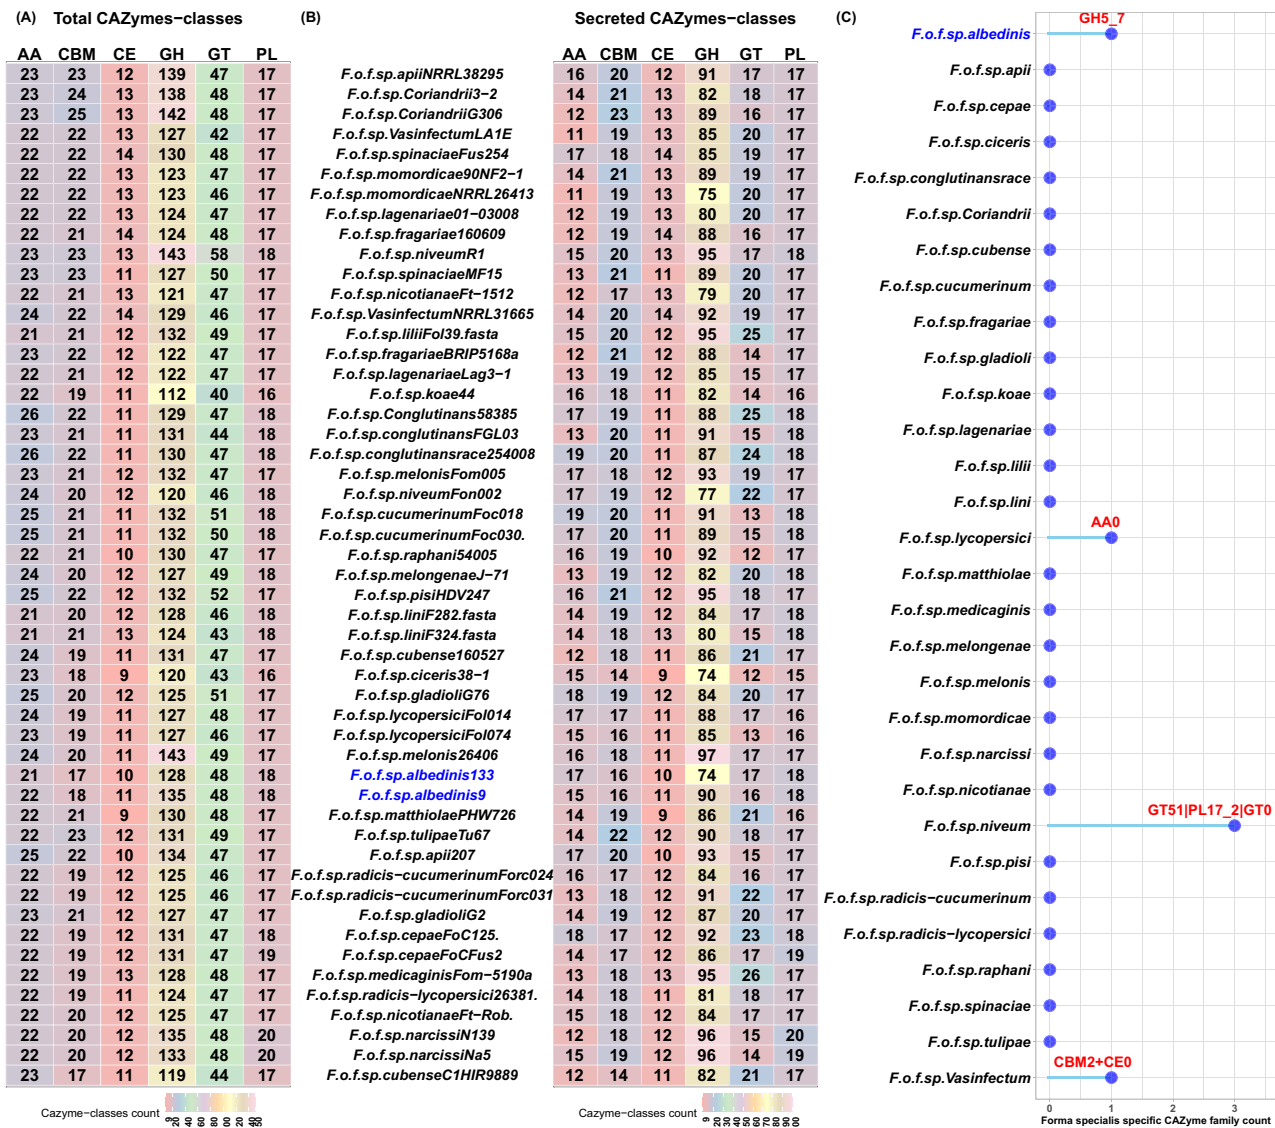 (A) Total CAZymes−classes (B) Secreted CAZymes−classes (C)
AA CBM CE GH GT PL AA CBM CE GH GT PL
23 23 12 139 47 17 F.o.f.sp.apiiNRRL38295 16 20 12 91 17 17
23 24 13 138 48 17 F.o.f.sp.Coriandrii3−2 14 21 13 82 18 17
23 25 13 142 48 17 F.o.f.sp.CoriandriiG306 12 23 13 89 16 17
22 22 13 127 42 17 F.o.f.sp.VasinfectumLA1E 11 19 13 85 20 17
22 22 14 130 48 17 F.o.f.sp.spinaciaeFus254 17 18 14 85 19 17
22 22 13 123 47 17 F.o.f.sp.momordicae90NF2−1 14 21 13 89 19 17
22 22 13 123 46 17 F.o.f.sp.momordicaeNRRL26413 11 19 13 75 20 17
22 22 13 124 47 17 F.o.f.sp.lagenariae01−03008 12 19 13 80 20 17
22 21 14 124 48 17 F.o.f.sp.fragariae160609 12 19 14 88 16 17
23 23 13 143 58 18 F.o.f.sp.niveumR1 15 20 13 95 17 18
23 23 11 127 50 17 F.o.f.sp.spinaciaeMF15 13 21 11 89 20 17
22 21 13 121 47 17 F.o.f.sp.nicotianaeFt−1512 12 17 13 79 20 17
24 22 14 129 46 17 F.o.f.sp.VasinfectumNRRL31665 14 20 14 92 19 17
21 21 12 132 49 17 F.o.f.sp.liliiFol39.fasta 15 20 12 95 25 17
23 22 12 122 47 17 F.o.f.sp.fragariaeBRIP5168a 12 21 12 88 14 17
22 21 12 122 47 17 F.o.f.sp.lagenariaeLag3−1 13 19 12 85 15 17
22 19 11 112 40 16 F.o.f.sp.koae44 16 18 11 82 14 16
26 22 11 129 47 18 F.o.f.sp.Conglutinans58385 17 19 11 88 25 18
23 21 11 131 44 18 F.o.f.sp.conglutinansFGL03 13 20 11 91 15 18
26 22 11 130 47 18 F.o.f.sp.conglutinansrace254008 19 20 11 87 24 18
23 21 12 132 47 17 F.o.f.sp.melonisFom005 17 18 12 93 19 17
24 20 12 120 46 18 F.o.f.sp.niveumFon002 17 19 12 77 22 17
25 21 11 132 51 18 F.o.f.sp.cucumerinumFoc018 19 20 11 91 13 18
25 21 11 132 50 18 F.o.f.sp.cucumerinumFoc030. 17 20 11 89 15 18
22 21 10 130 47 17 F.o.f.sp.raphani54005 16 19 10 92 12 17
24 20 12 127 49 18 F.o.f.sp.melongenaeJ−71 13 19 12 82 20 18
25 22 12 132 52 17 F.o.f.sp.pisiHDV247 16 21 12 95 18 17
21 20 12 128 46 18 F.o.f.sp.liniF282.fasta 14 19 12 84 17 18
21 21 13 124 43 18 F.o.f.sp.liniF324.fasta 14 18 13 80 15 18
24 19 11 131 47 17 F.o.f.sp.cubense160527 12 18 11 86 21 17
23 18 9 120 43 16 F.o.f.sp.ciceris38−1 15 14 9 74 12 15
25 20 12 125 51 17 F.o.f.sp.gladioliG76 18 19 12 84 20 17
24 19 11 127 48 17 F.o.f.sp.lycopersiciFol014 17 17 11 88 17 16
23 19 11 127 46 17 F.o.f.sp.lycopersiciFol074 15 16 11 85 13 16
24 20 11 143 49 17 F.o.f.sp.melonis26406 16 18 11 97 17 17
21 17 10 128 48 18 F.o.f.sp.albedinis133 17 16 10 74 17 18
22 18 11 135 48 18 F.o.f.sp.albedinis9 15 16 11 90 16 18
22 21 9 130 48 17 F.o.f.sp.matthiolaePHW726 14 19 9 86 21 16
22 23 12 131 49 17 F.o.f.sp.tulipaeTu67 14 22 12 90 18 17
25 22 10 134 47 17 F.o.f.sp.apii207 17 20 10 93 15 17
22 19 12 125 46 17 F.o.f.sp.radicis−cucumerinumForc024 16 17 12 84 16 17
22 19 12 125 46 17 F.o.f.sp.radicis−cucumerinumForc031 13 18 12 91 22 17
23 21 12 127 47 17 F.o.f.sp.gladioliG2 14 19 12 87 20 17
22 19 12 131 47 18 F.o.f.sp.cepaeFoC125. 18 17 12 92 23 18
22 19 12 131 47 19 F.o.f.sp.cepaeFoCFus2 14 17 12 86 17 19
22 19 13 128 48 17 F.o.f.sp.medicaginisFom−5190a 13 18 13 95 26 17
22 19 11 124 47 17 F.o.f.sp.radicis−lycopersici26381. 14 18 11 81 18 17
22 20 12 125 47 17 F.o.f.sp.nicotianaeFt−Rob. 15 18 12 84 17 17
22 20 12 135 48 20 F.o.f.sp.narcissiN139 12 18 12 96 15 20
22 20 12 133 48 20 F.o.f.sp.narcissiNa5 15 19 12 96 14 19
23 17 11 119 44 17 F.o.f.sp.cubenseC1HIR9889 12 14 11 82 21 17
Cazyme−classes count
Cazyme−classes count 9 20 30 40 50 60 70 80 90
GH5_7
F.o.f.sp.albedinis
F.o.f.sp.apii
F.o.f.sp.cepae
F.o.f.sp.ciceris
F.o.f.sp.conglutinansrace
F.o.f.sp.Coriandrii
F.o.f.sp.cubense
F.o.f.sp.cucumerinum
F.o.f.sp.fragariae
F.o.f.sp.gladioli
F.o.f.sp.koae
F.o.f.sp.lagenariae
F.o.f.sp.lilii
F.o.f.sp.lini
AA0
F.o.f.sp.lycopersici
F.o.f.sp.matthiolae
F.o.f.sp.medicaginis
F.o.f.sp.melongenae
F.o.f.sp.melonis
F.o.f.sp.momordicae
F.o.f.sp.narcissi
F.o.f.sp.nicotianae
GT51|PL17_2|GT0
F.o.f.sp.niveum
F.o.f.sp.pisi
F.o.f.sp.radicis−cucumerinum
F.o.f.sp.radicis−lycopersici
F.o.f.sp.raphani
F.o.f.sp.spinaciae
F.o.f.sp.tulipae
CBM2+CE0
F.o.f.sp.Vasinfectum
0 1 2 3
Forma specialis specific CAZyme family count